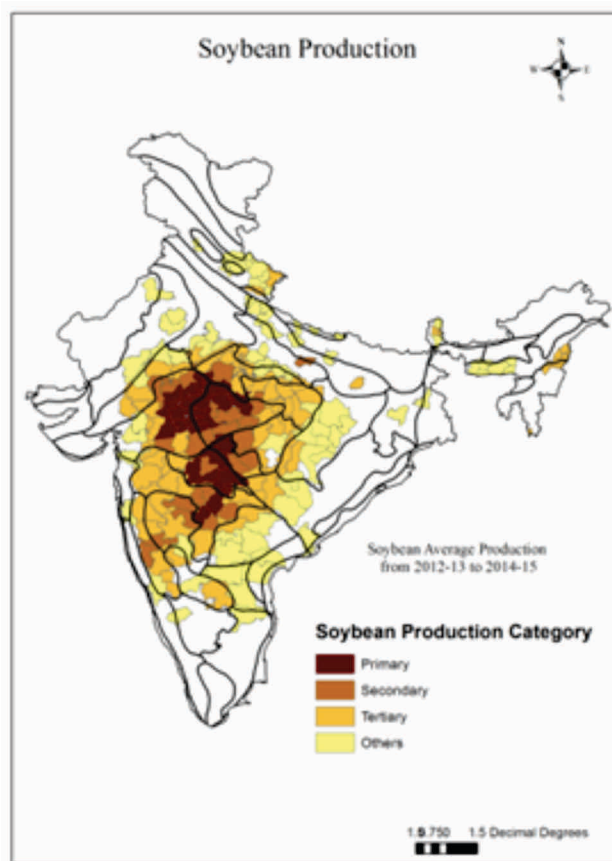 Soybean Production
N
W E
S
Soybean Average Production
from 2012-13 to 2014-15
Soybean Production Category
Primary
Secondary
Tertiary
Others
1.5 Decimal Degrees